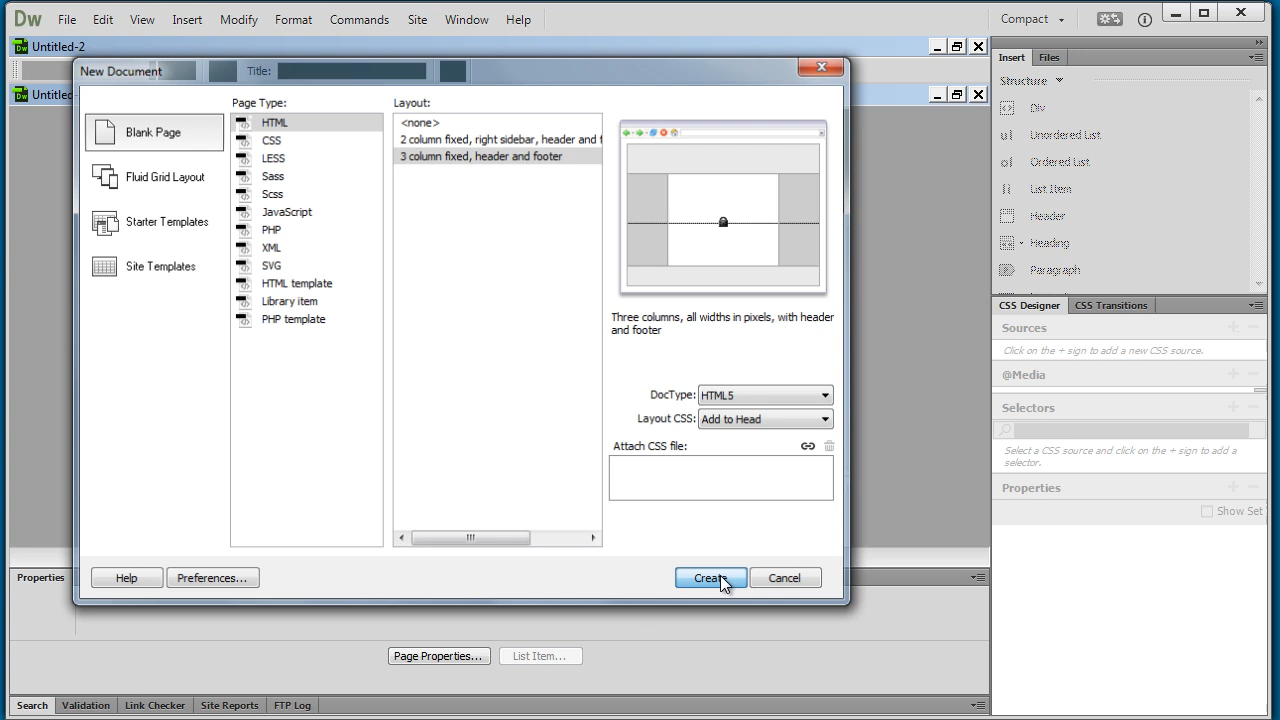 Dw File Edit View Insert Modify Format Commands Site Window Help Compact
Dw Untitled-2
New Document Title:
Insert Files
Structure
Untitled-
Div
Unordered List
Ordered List
List Item
Header
Heading
Paragraph
Blank Page
Fluid Grid Layout
Starter Templates
Site Templates
Page Type:
HTML
CSS
LESS
Sass
Scss
JavaScript
PHP
XML
SVG
HTML template
Library item
PHP template
Layout:
<none>
2 column fixed, right sidebar, header and f
3 column fixed, header and footer
Three columns, all widths in pixels, with header
and footer
DocType: HTML5
Layout CSS: Add to Head
Attach CSS file:
Help Preferences... Create Cancel
CSS Designer CSS Transitions
Sources
Click on the + sign to add a new CSS source.
@Media
Selectors
Select a CSS source and click on the + sign to add a
selector.
Properties
Show Set
Properties
Page Properties... List Item...
Search Validation Link Checker Site Reports FTP Log